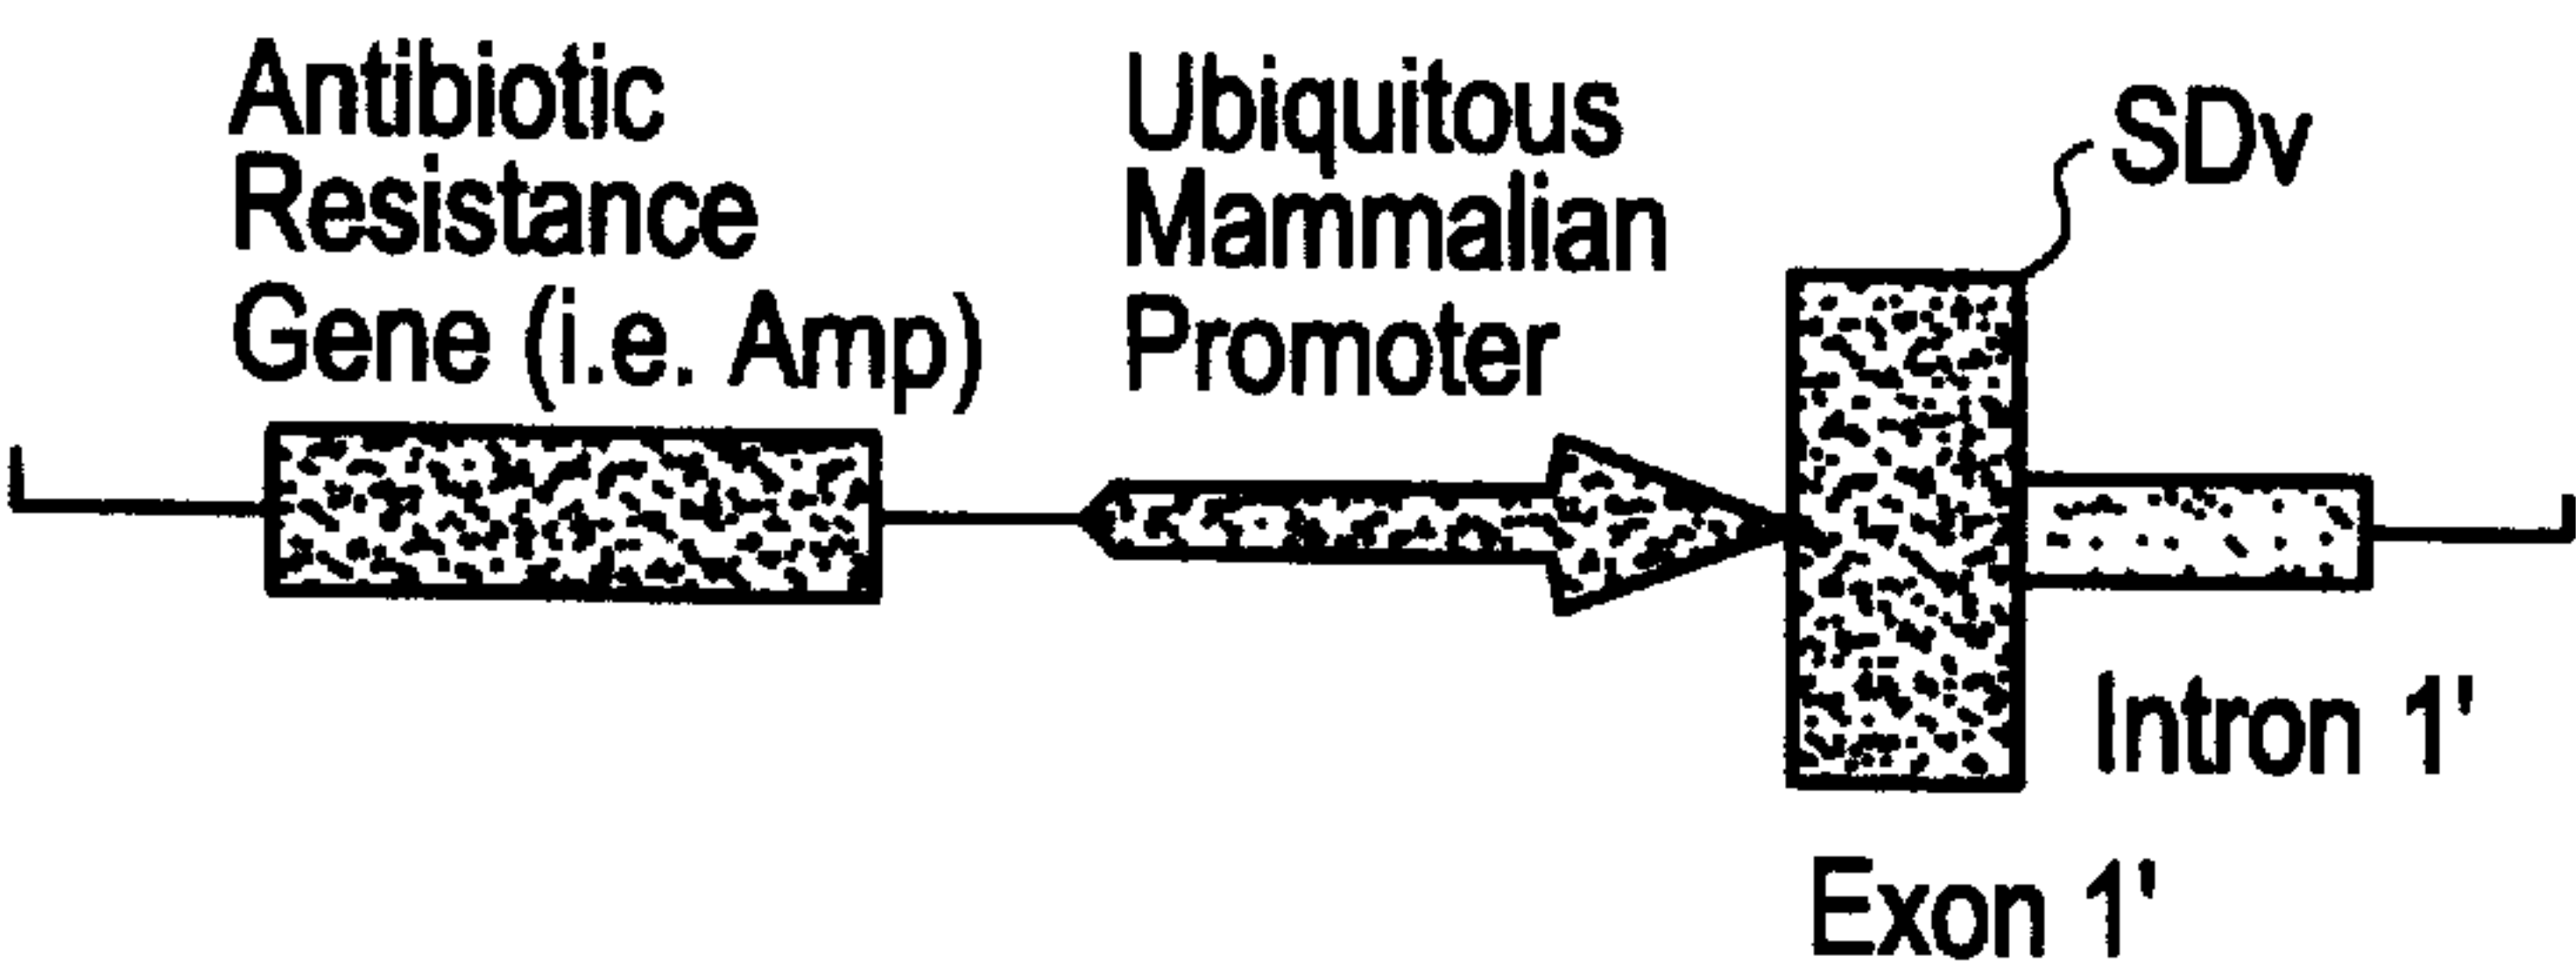 Antibiotic
Resistance
Gene (i.e. Amp)
Ubiquitous
Mammalian
Promoter
SDv
Intron 1'
Exon 1'